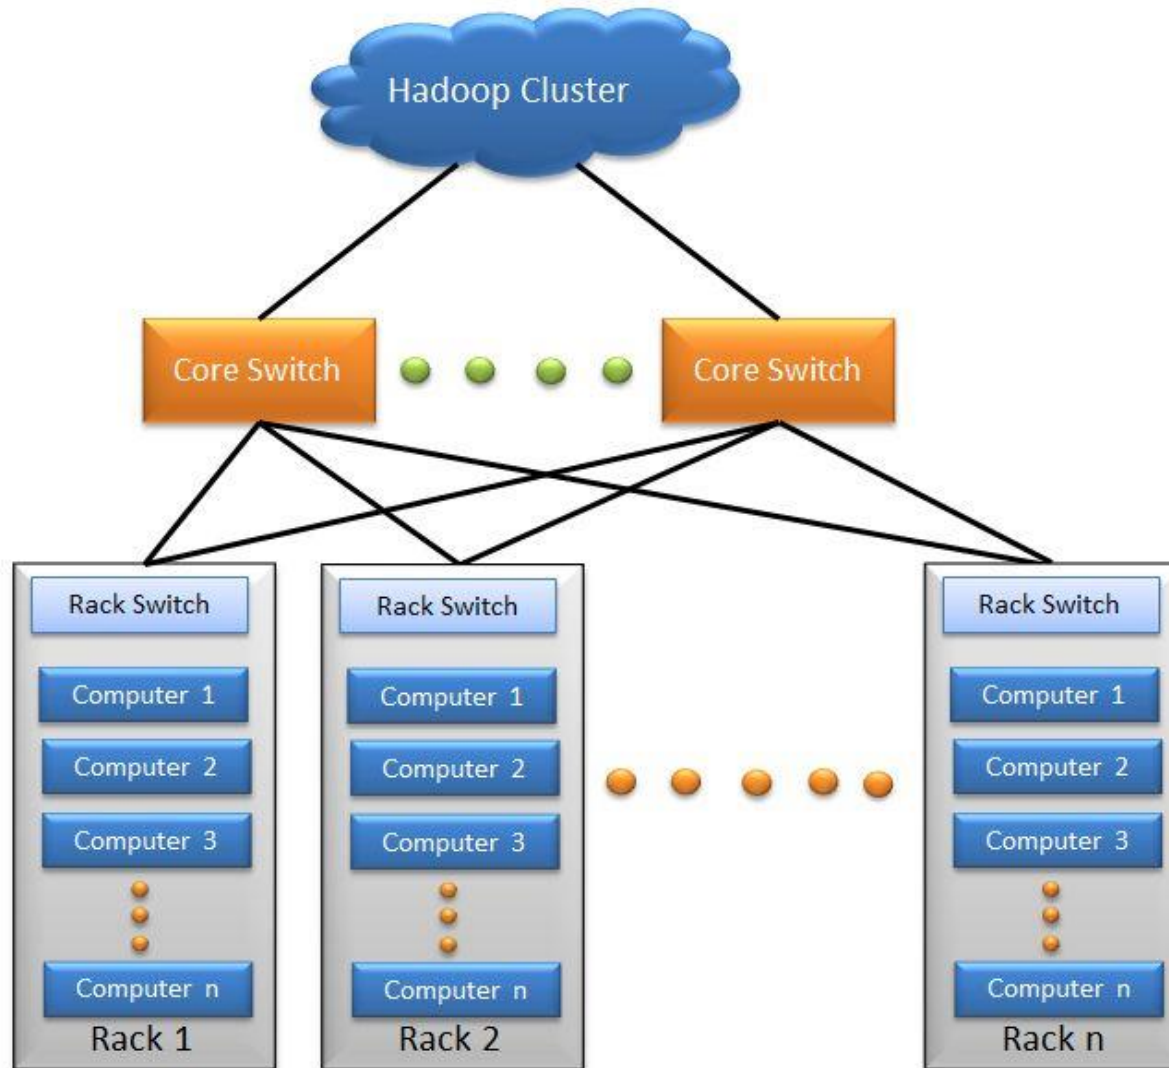 Hadoop Cluster
Core Switch
Core Switch
Rack Switch
Computer 1
Computer 2
Computer 3
Computer n
Rack 1
Rack Switch
Computer 1
Computer 2
Computer 3
Computer n
Rack 2
Rack Switch
Computer 1
Computer 2
Computer 3
Computer n
Rack n